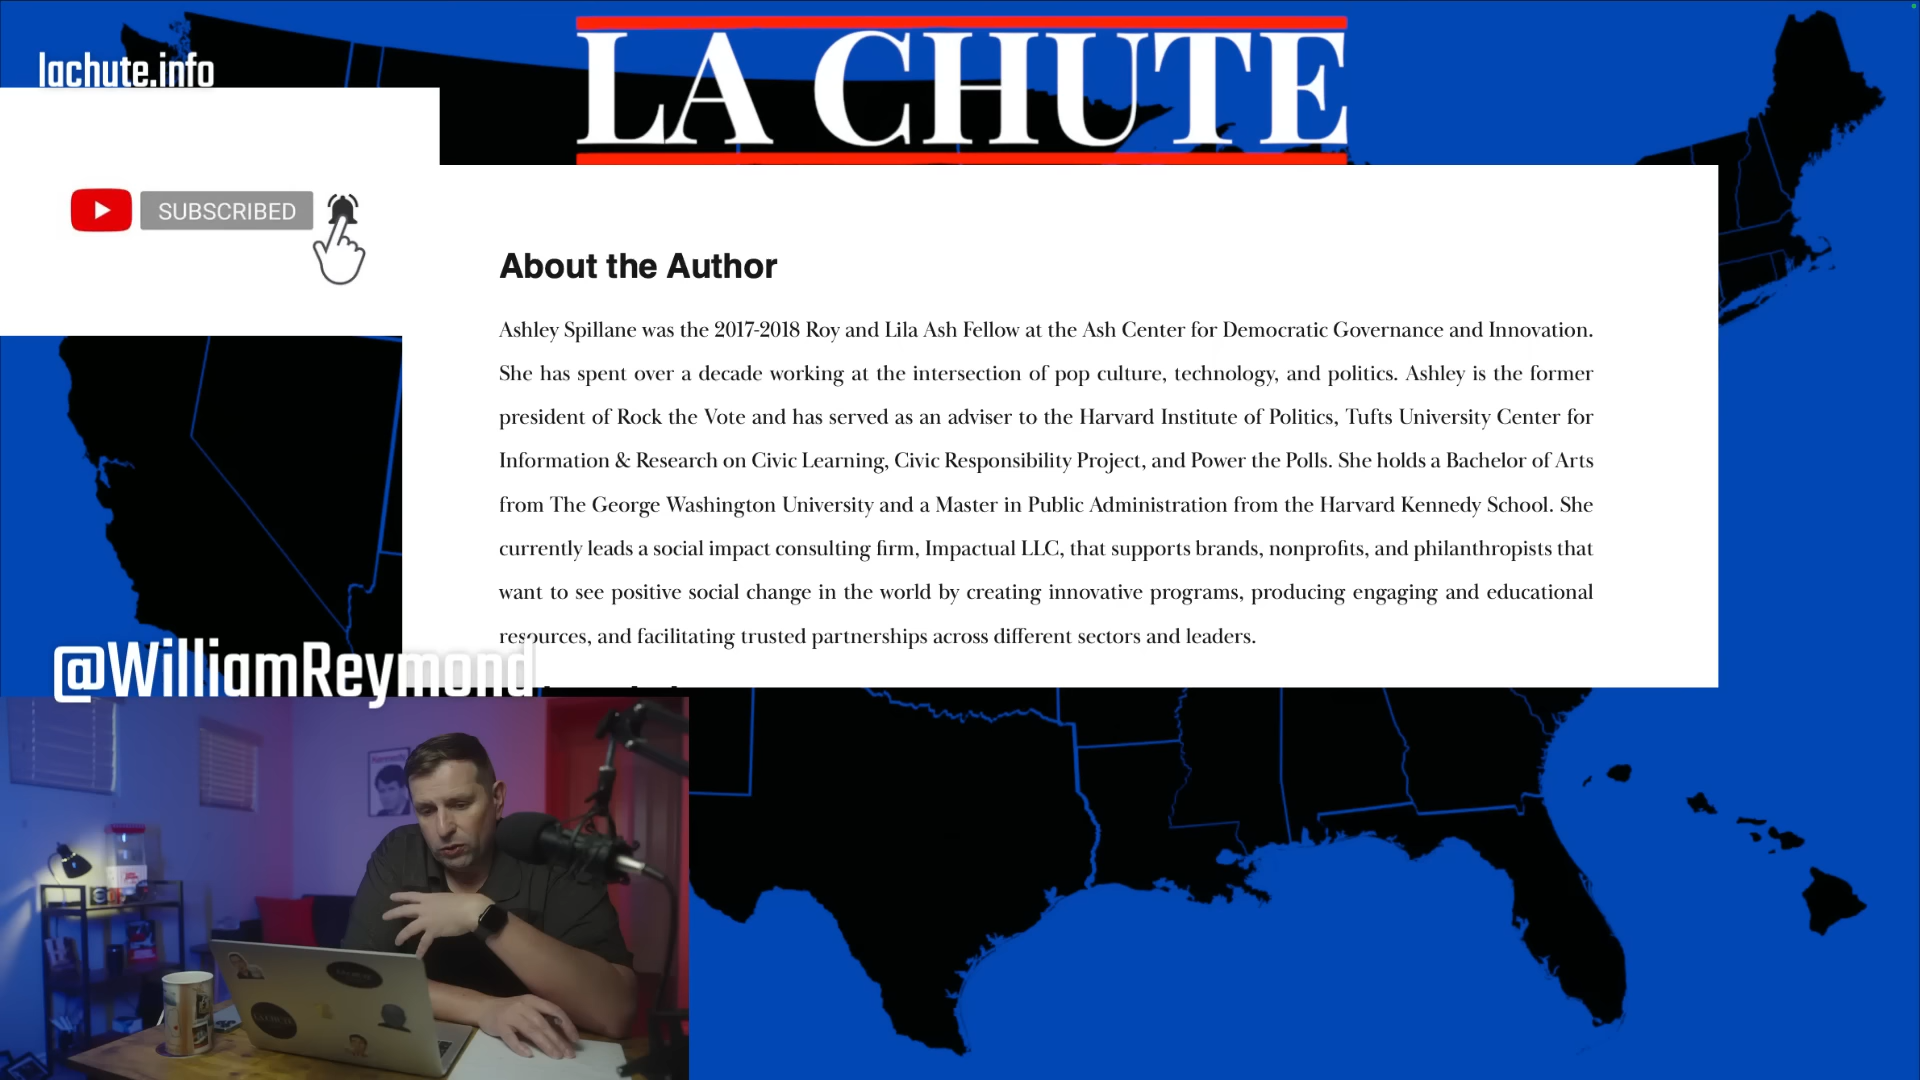 LA CHUTE
lachute.info
SUBSCRIBED
About the Author
Ashley Spillane was the 2017-2018 Roy and Lila Ash Fellow at the Ash Center for Democratic Governance and Innovation.
She has spent over a decade working at the intersection of pop culture, technology, and politics. Ashley is the former
president of Rock the Vote and has served as an adviser to the Harvard Institute of Politics, Tufts University Center for
Information & Research on Civic Learning, Civic Responsibility Project, and Power the Polls. She holds a Bachelor of Arts
from The George Washington University and a Master in Public Administration from the Harvard Kennedy School. She
currently leads a social impact consulting firm, Impactual LLC, that supports brands, nonprofits, and philanthropists that
want to see positive social change in the world by creating innovative programs, producing engaging and educational
resources, and facilitating trusted partnerships across different sectors and leaders.
@WilliamReymond
LA CHUTE